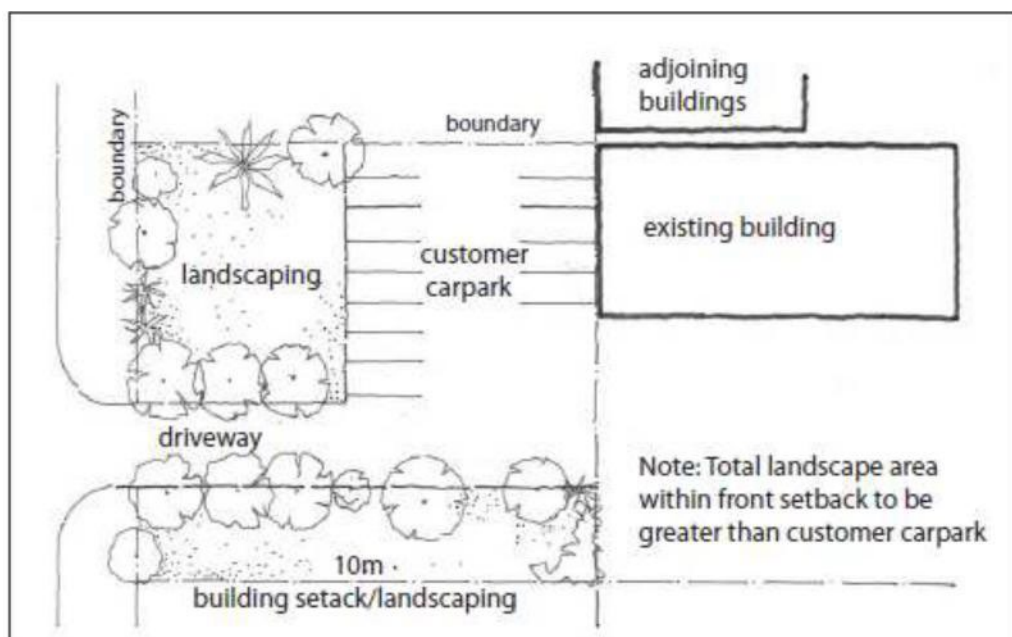 adjoining
buildings
boundary
boundary
existing building
landscaping
customer
carpark
driveway
Note: Total landscape area
within front setback to be
greater than customer carpark
10m
building setack/landscaping